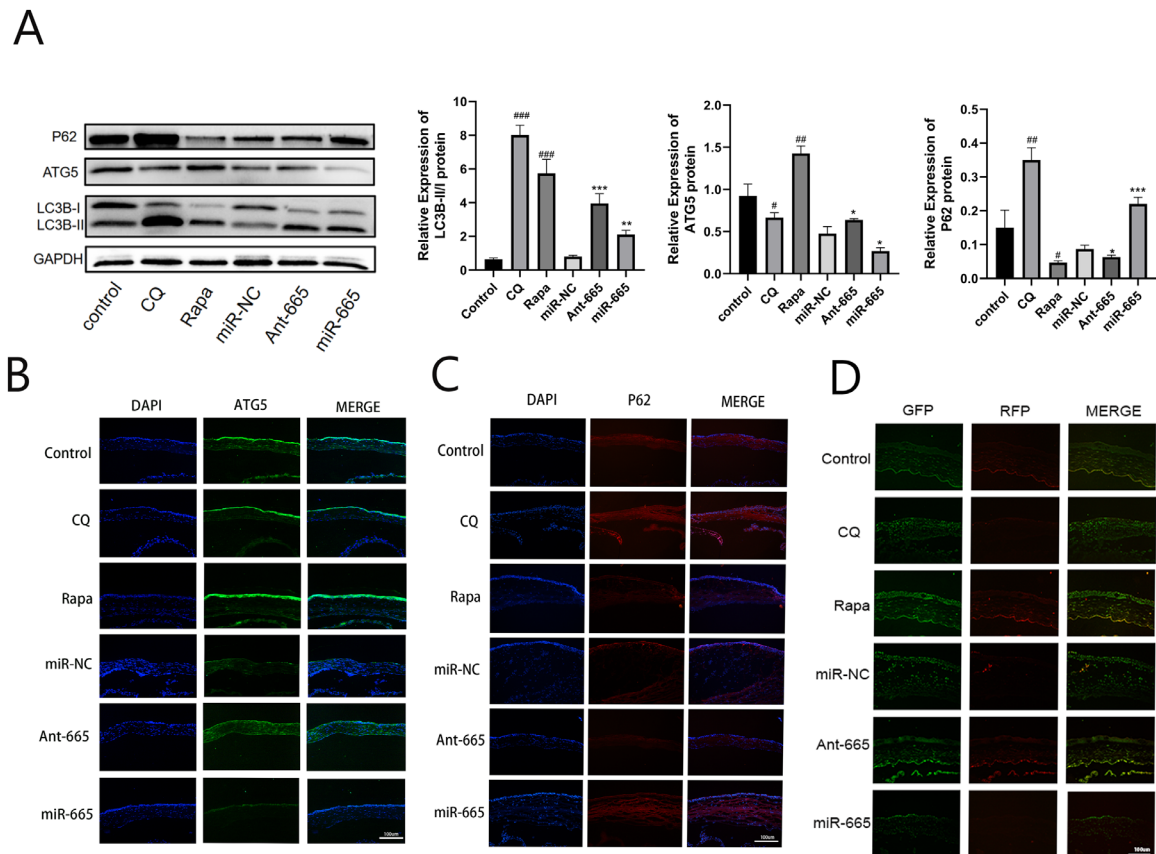 A
P62
ATG5
LC3B-I
LC3B-II
GAPDH
control
CQ
Rapa
miR-NC
Ant-665
miR-665
Relative Expression of
LC3B-II/I protein
10
8
6
4
2
0
###
###
***
**
Control
CQ
Rapa
miR-NC
Ant-665
miR-665
Relative Expression of
ATG5 protein
2.0
1.5
1.0
0.5
0.0
#
##
*
*
control
CQ
Rapa
miR-NC
Ant-665
miR-665
Relative Expression of
P62 protein
0.5
0.4
0.3
0.2
0.1
0.0
##
#
*
***
control
CQ
Rapa
miR-NC
Ant-665
miR-665
B
DAPI ATG5 MERGE
Control
CQ
Rapa
miR-NC
Ant-665
miR-665
100um
C
DAPI P62 MERGE
Control
CQ
Rapa
miR-NC
Ant-665
miR-665
100um
D
GFP RFP MERGE
Control
CQ
Rapa
miR-NC
Ant-665
miR-665
100um